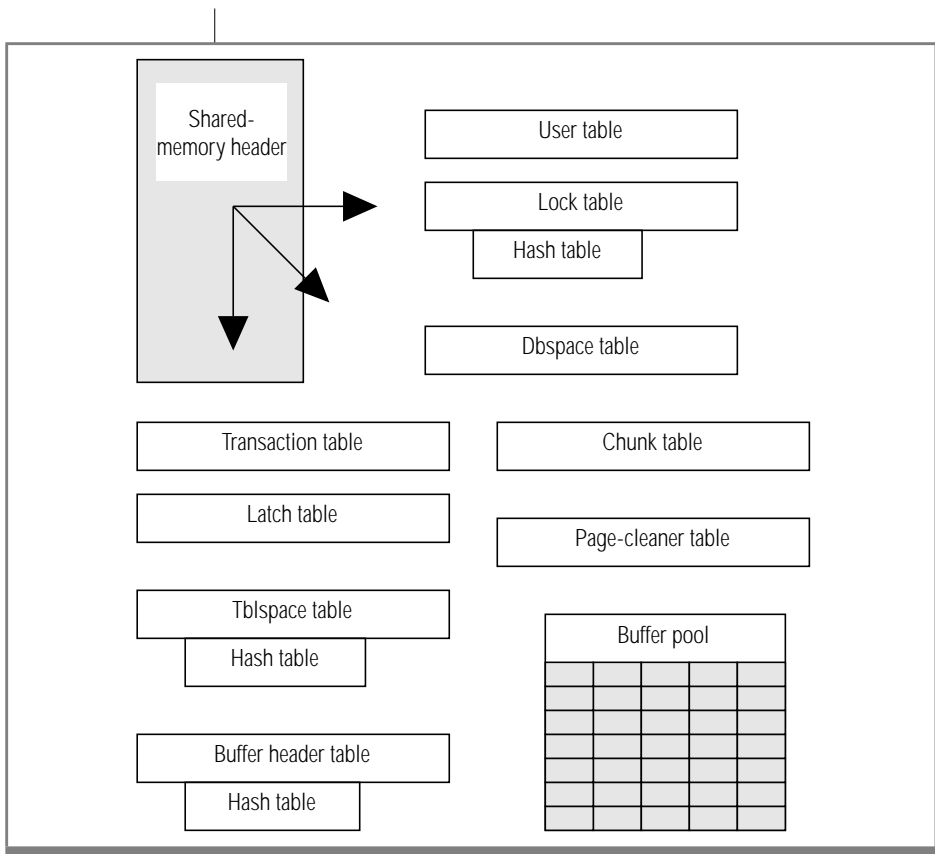 Shared-
memory header
User table
Lock table
Hash table
Dbspace table
Transaction table
Chunk table
Latch table
Page-cleaner table
Tblspace table
Hash table
Buffer pool
Buffer header table
Hash table